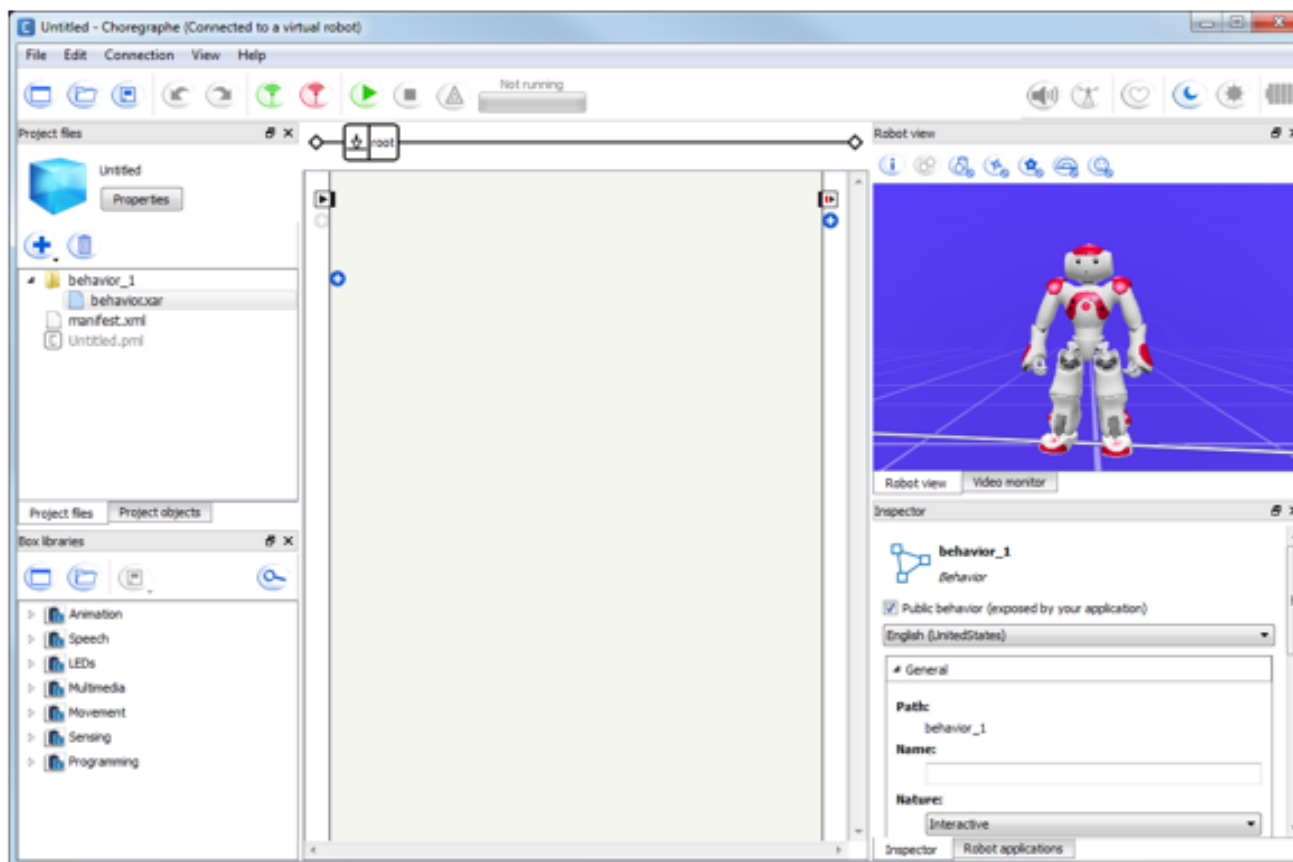 Untitled - Choregraphe (Connected to a virtual robot)
File Edit Connection View Help
Not running
Project files
Untitled
Properties
behavior_1
behavior.xar
manifest.xml
Untitled.pml
Project files Project objects
Box libraries
Animation
Speech
LEDs
Multimedia
Movement
Sensing
Programming
root
Robot view
Robot view Video monitor
Inspector
behavior_1
Behavior
Public behavior (exposed by your application)
English (UnitedStates)
General
Path:
behavior_1
Name:
Nature:
Interactive
Inspector Robot applications